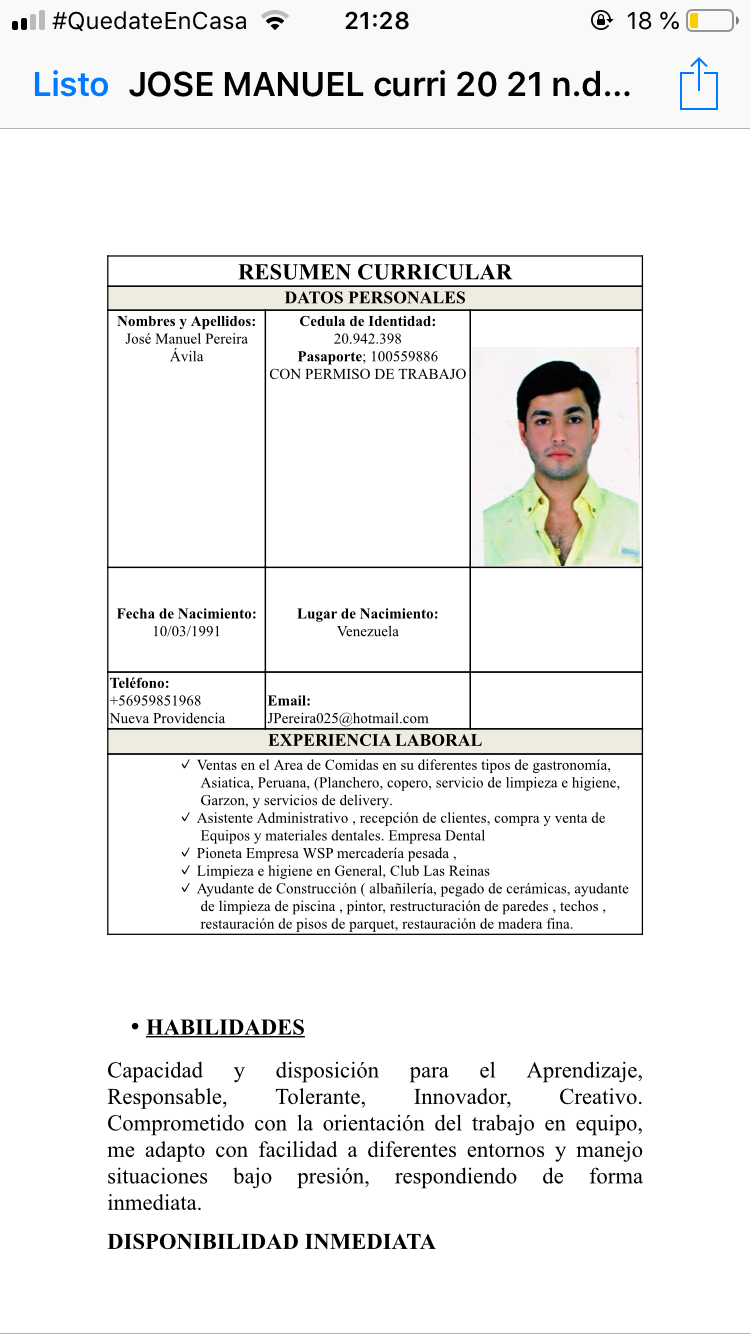 #QuedateEnCasa 21:28 18 %
Listo JOSE MANUEL curri 20 21 n.d...
RESUMEN CURRICULAR
DATOS PERSONALES
Nombres y Apellidos:
José Manuel Pereira
Ávila
Cedula de Identidad:
20.942.398
Pasaporte; 100559886
CON PERMISO DE TRABAJO
Fecha de Nacimiento:
10/03/1991
Lugar de Nacimiento:
Venezuela
Teléfono:
+56959851968
Nueva Providencia
Email:
JPereira025@hotmail.com
EXPERIENCIA LABORAL
✓ Ventas en el Area de Comidas en su diferentes tipos de gastronomía,
Asiatica, Peruana, (Planchero, copero, servicio de limpieza e higiene,
Garzon, y servicios de delivery.
✓ Asistente Administrativo , recepción de clientes, compra y venta de
Equipos y materiales dentales. Empresa Dental
✓ Pioneta Empresa WSP mercadería pesada ,
✓ Limpieza e higiene en General, Club Las Reinas
✓ Ayudante de Construcción ( albañilería, pegado de cerámicas, ayudante
de limpieza de piscina , pintor, restructuración de paredes , techos ,
restauración de pisos de parquet, restauración de madera fina.
• HABILIDADES
Capacidad y disposición para el Aprendizaje,
Responsable, Tolerante, Innovador, Creativo.
Comprometido con la orientación del trabajo en equipo,
me adapto con facilidad a diferentes entornos y manejo
situaciones bajo presión, respondiendo de forma
inmediata.
DISPONIBILIDAD INMEDIATA